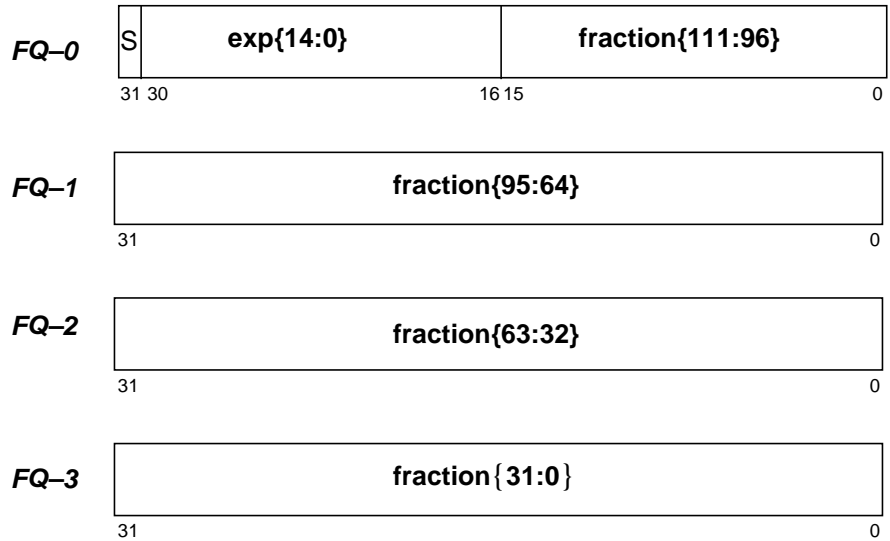 FQ–0 S exp{14:0} fraction{111:96}
31 30 16 15 0
FQ–1 fraction{95:64}
31 0
FQ–2 fraction{63:32}
31 0
FQ–3 fraction{31:0}
31 0